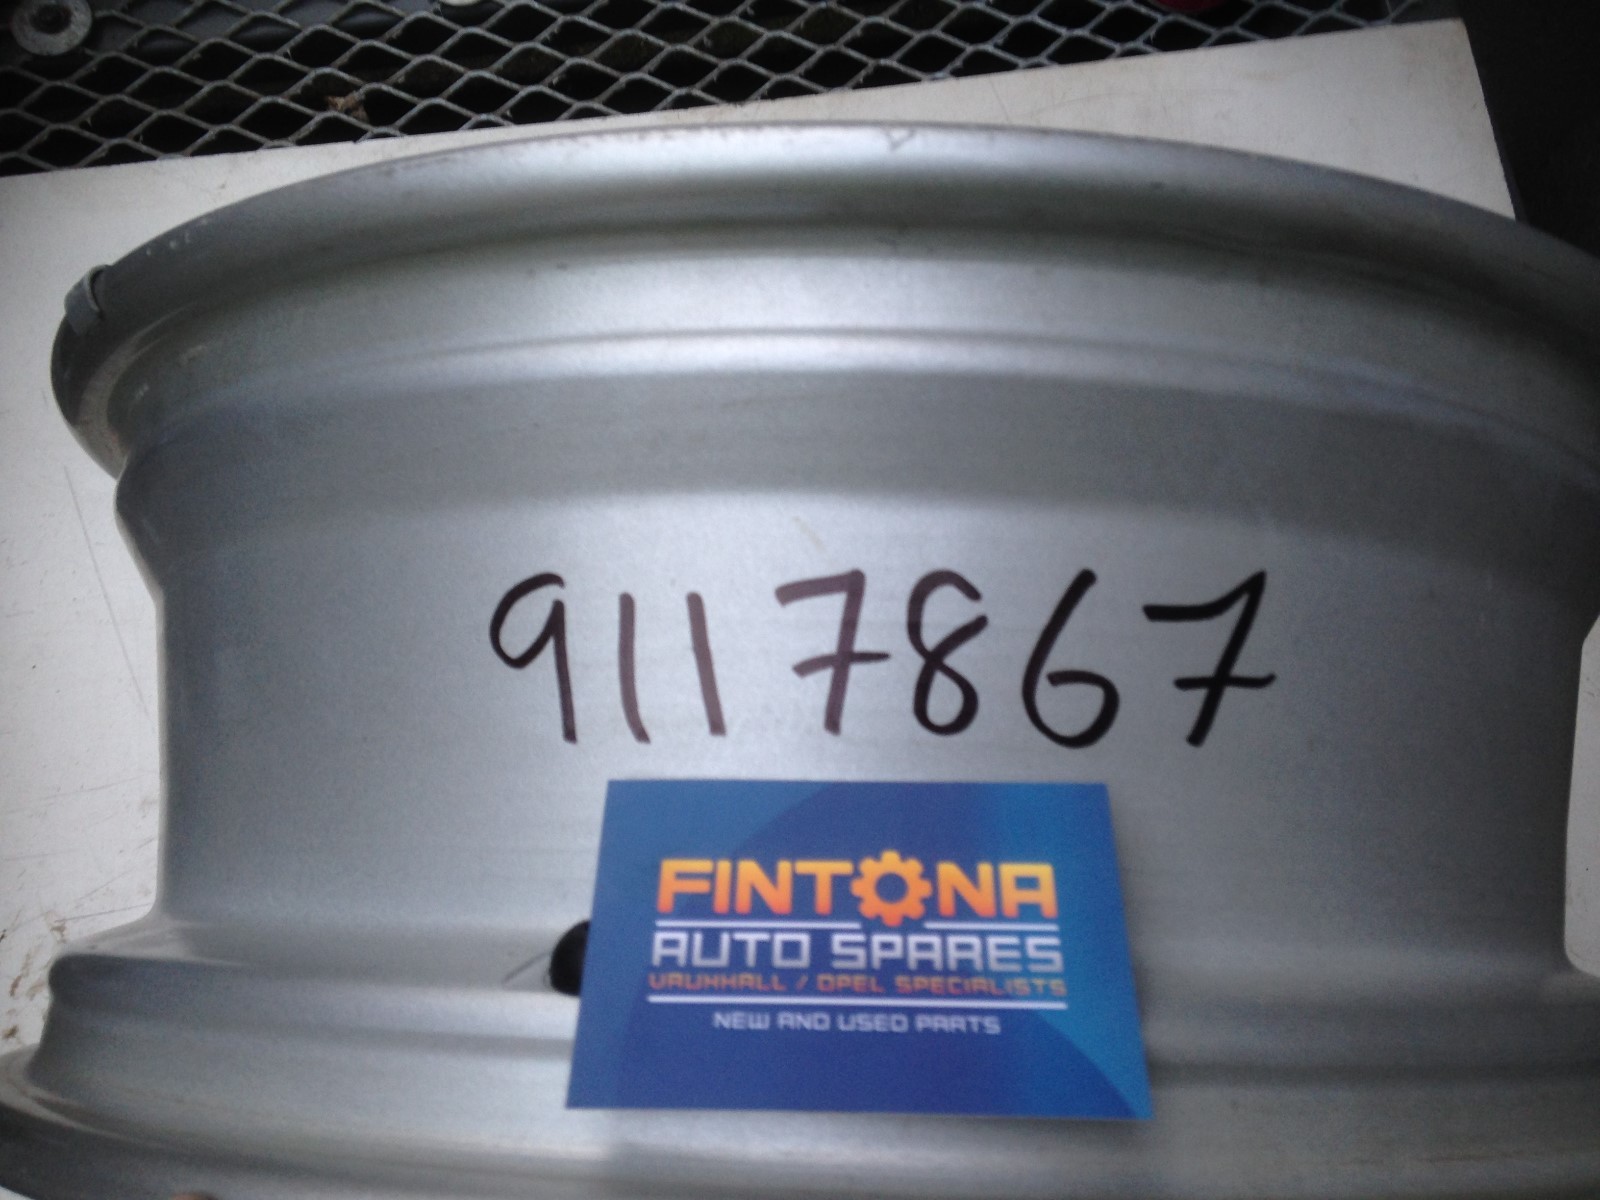 9117867
FINTONA
AUTO SPARES
VAUXHALL / OPEL SPECIALISTS
NEW AND USED PARTS